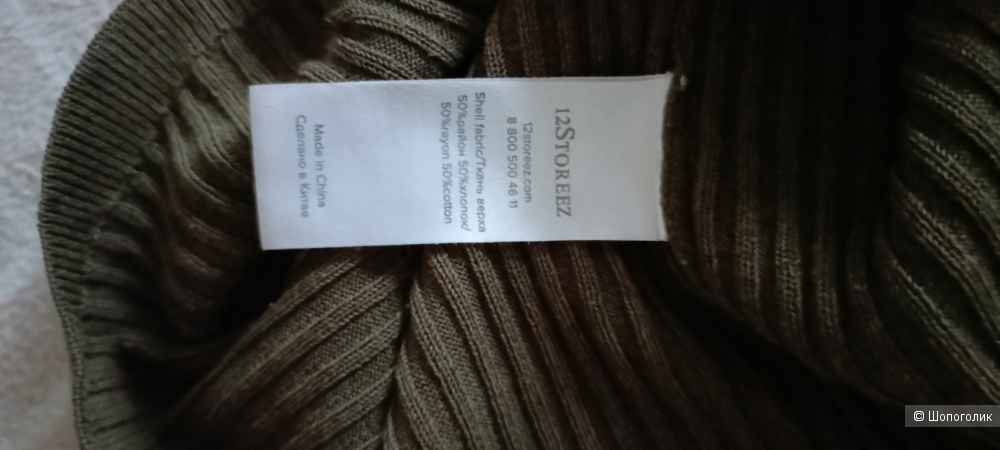 12STOREEZ
12storeez.com
8 800 500 46 11
Shell fabric/Ткань верха
50%район 50%хлопок/
50%rayon 50%cotton
Made in China
Сделано в Китае
© Шопоголик